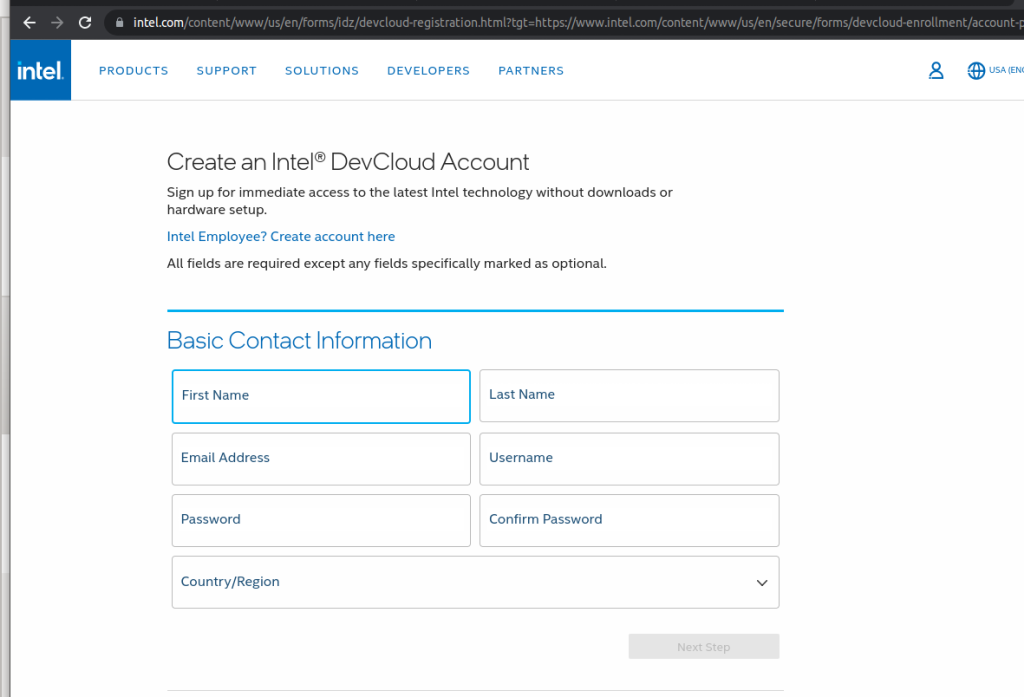 intel.com/content/www/us/en/forms/idz/devcloud-registration.html?tgt=https://www.intel.com/content/www/us/en/secure/forms/devcloud-enrollment/account-p
intel. PRODUCTS SUPPORT SOLUTIONS DEVELOPERS PARTNERS USA (ENG
Create an Intel® DevCloud Account
Sign up for immediate access to the latest Intel technology without downloads or
hardware setup.
Intel Employee? Create account here
All fields are required except any fields specifically marked as optional.
Basic Contact Information
First Name Last Name
Email Address Username
Password Confirm Password
Country/Region
Next Step